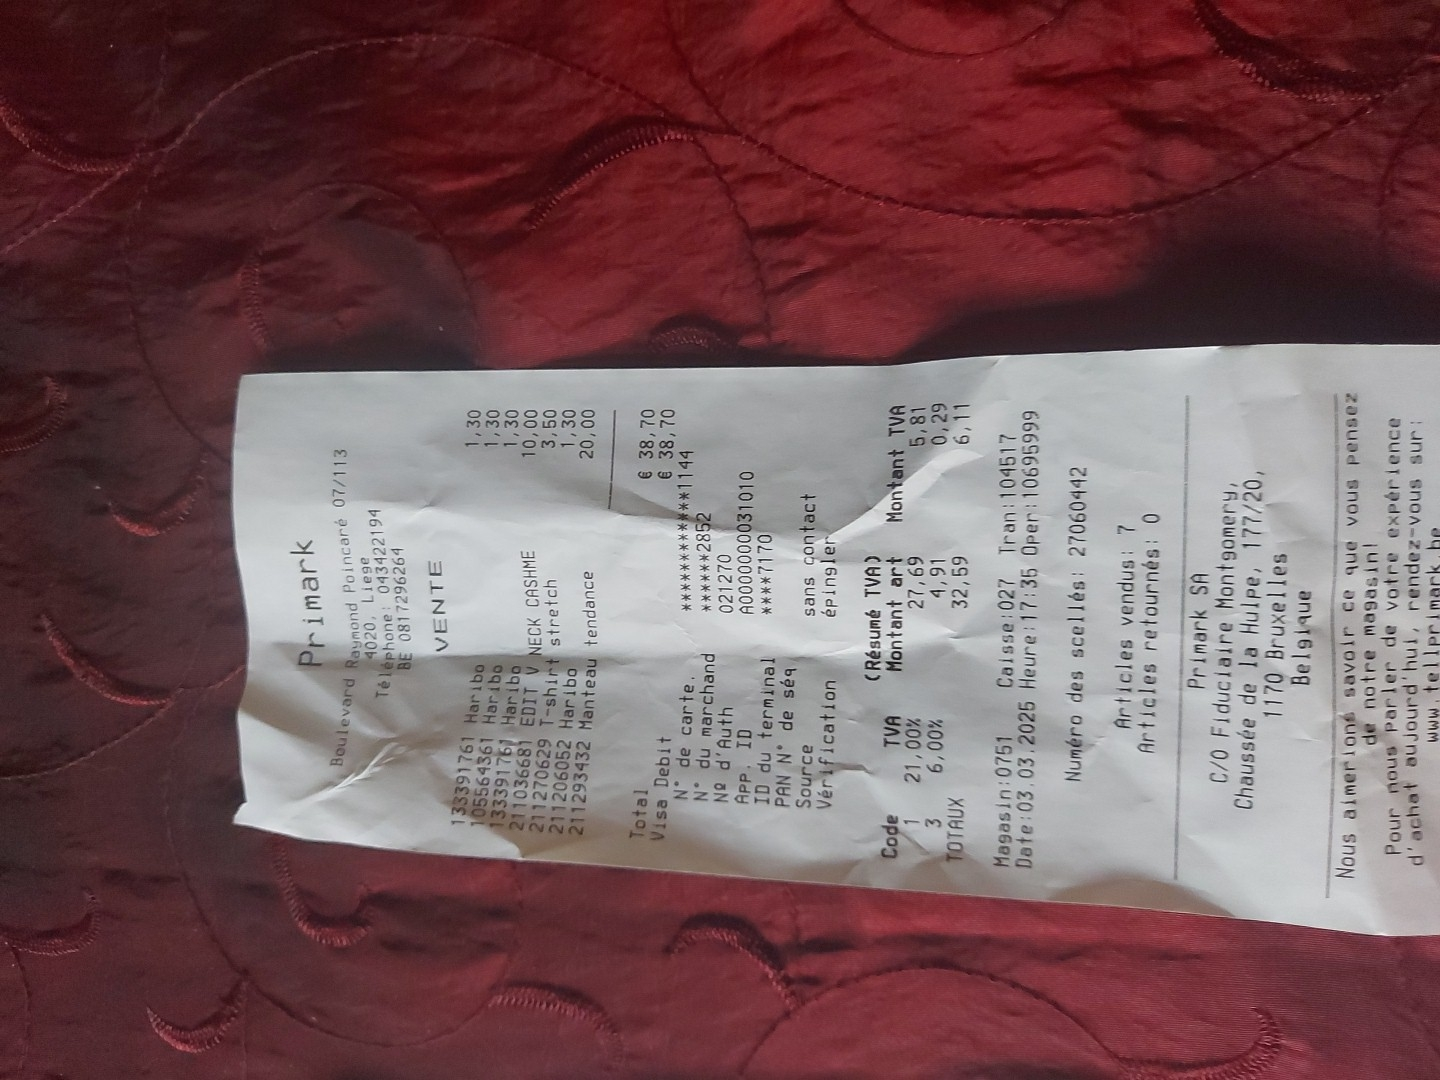 Primark
Boulevard Raymond Poincaré 07/113
4020, Liege
Téléphone: 043422194
BE 0817296264
VENTE
133391761 Haribo 1,30
105564361 Haribo 1,30
133391761 Haribo 1,30
211036681 EDIT V NECK CASHME 10,00
211270629 T-shirt stretch 3,50
211206052 Haribo 1,30
211293432 Manteau tendance 20,00
Total € 38,70
Visa Debit € 38,70
N° de carte. ************1144
N° du marchand ******2852
Nº d'Auth 021270
APP. ID A0000000031010
ID du terminal ****7170
PAN N° de séq
Source sans contact
Vérification épingler
(Résumé TVA)
Code TVA Montant art Montant TVA
1 21,00% 27,69 5,81
3 6,00% 4,91 0,29
TOTAUX 32,59 6,11
Magasin:0751 Caisse:027 Tran:104517
Date:03.03.2025 Heure:17:35 Oper:10695999
Numéro des scellés: 27060442
Articles vendus: 7
Articles retournés: 0
Primark SA
C/O Fiduciaire Montgomery,
Chaussée de la Hulpe, 177/20,
1170 Bruxelles
Belgique
Nous aimerions savoir ce que vous pensez
de notre magasin!
Pour nous parler de votre expérience
d'achat aujourd'hui, rendez-vous sur:
www.tellprimark.be